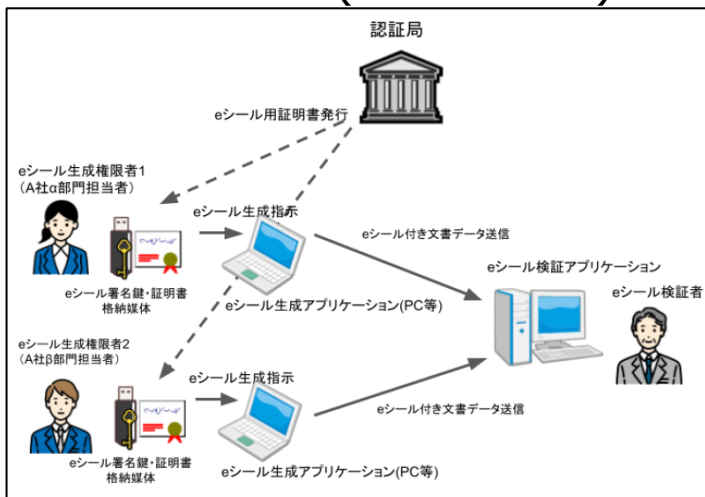 認証局
eシール用証明書発行
eシール生成権限者1
（A社α部門担当者）
eシール生成指示
eシール付き文書データ送信
eシール検証アプリケーション
eシール検証者
eシール署名鍵・証明書
格納媒体
eシール生成アプリケーション(PC等)
eシール生成権限者2
（A社β部門担当者）
eシール生成指示
eシール付き文書データ送信
eシール署名鍵・証明書
格納媒体
eシール生成アプリケーション(PC等)